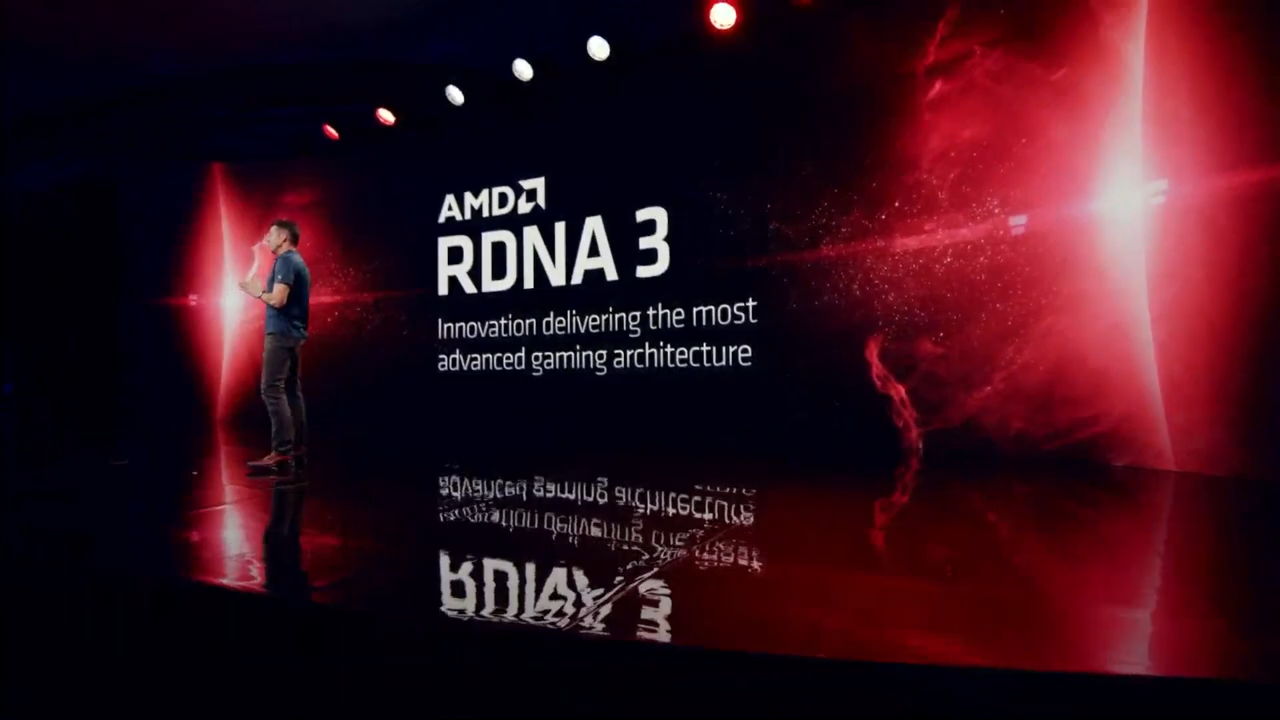 AMD
RDNA 3
Innovation delivering the most
advanced gaming architecture